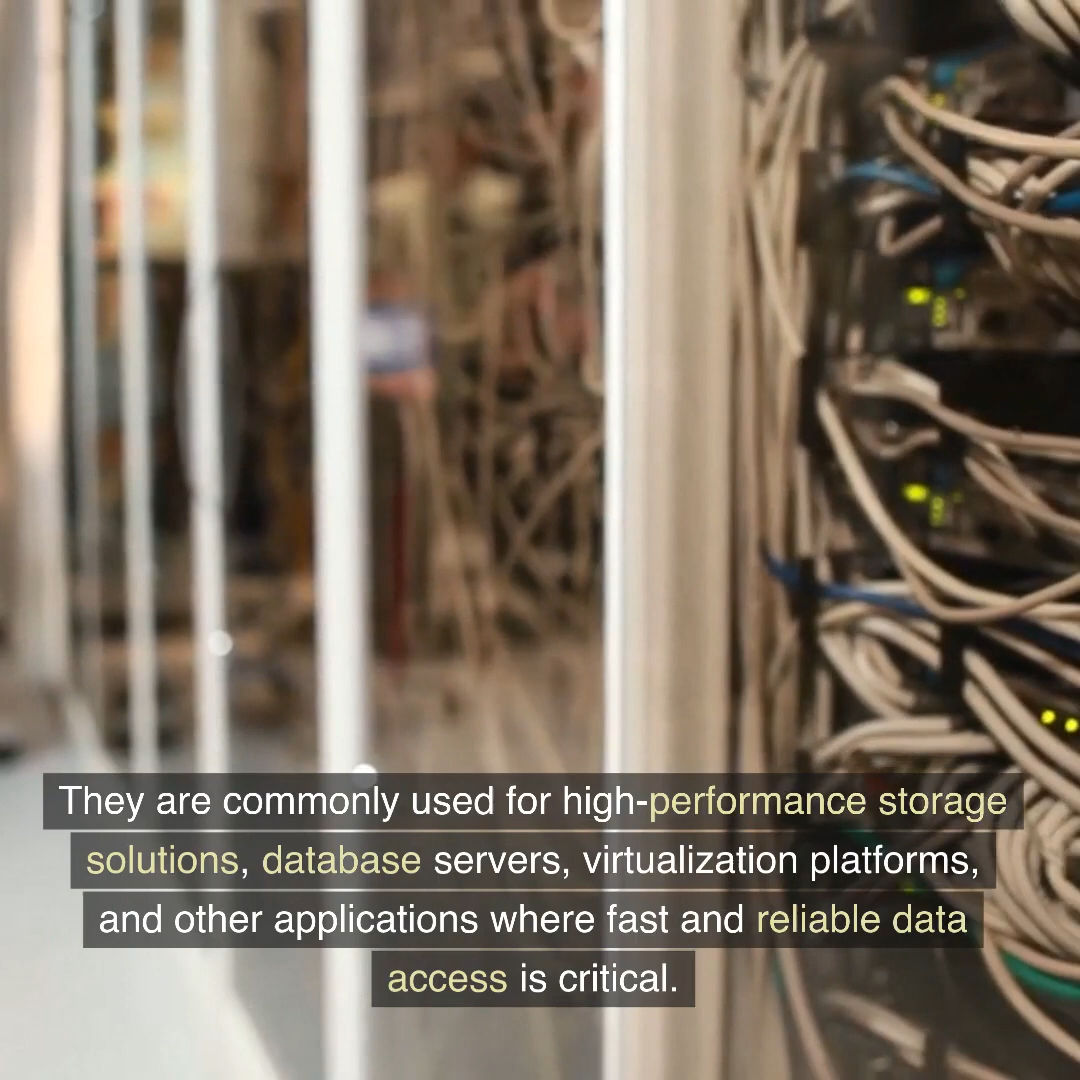 They are commonly used for high-performance storage
solutions, database servers, virtualization platforms,
and other applications where fast and reliable data
access is critical.